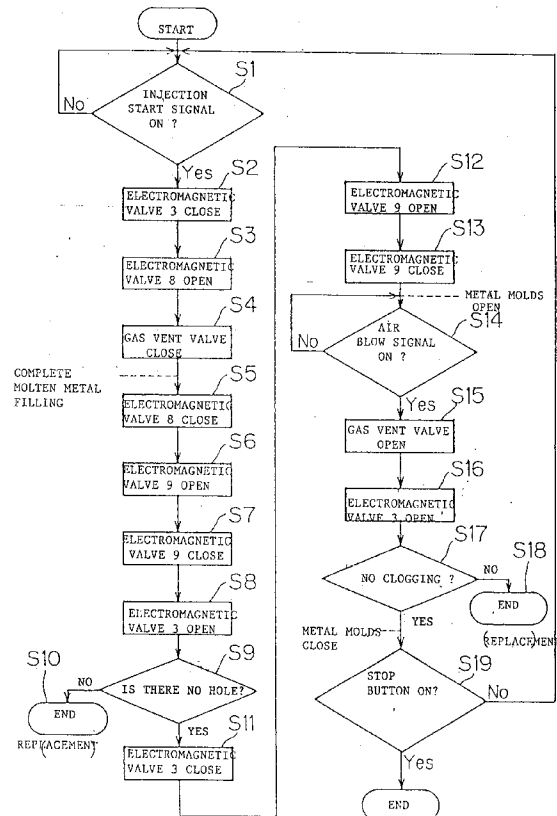 START
S1
INJECTION
START SIGNAL
ON ?
No
Yes
S2
ELECTROMAGNETIC
VALVE 3 CLOSE
S3
ELECTROMAGNETIC
VALVE 8 OPEN
S4
GAS VENT VALVE
CLOSE
COMPLETE
MOLTEN METAL
FILLING
S5
ELECTROMAGNETIC
VALVE 8 CLOSE
S6
ELECTROMAGNETIC
VALVE 9 OPEN
S7
ELECTROMAGNETIC
VALVE 9 CLOSE
S8
ELECTROMAGNETIC
VALVE 3 OPEN
S9
IS THERE NO HOLE?
NO
S10
END
(REPLACEMENT)
YES
S11
ELECTROMAGNETIC
VALVE 3 CLOSE
S12
ELECTROMAGNETIC
VALVE 9 OPEN
S13
ELECTROMAGNETIC
VALVE 9 CLOSE
METAL MOLDS
OPEN
S14
AIR
BLOW SIGNAL
ON ?
No
Yes
S15
GAS VENT VALVE
OPEN
S16
ELECTROMAGNETIC
VALVE 3 OPEN
S17
NO CLOGGING ?
NO
S18
END
(REPLACEMENT
YES
METAL MOLDS
CLOSE
S19
STOP
BUTTON ON?
No
Yes
END